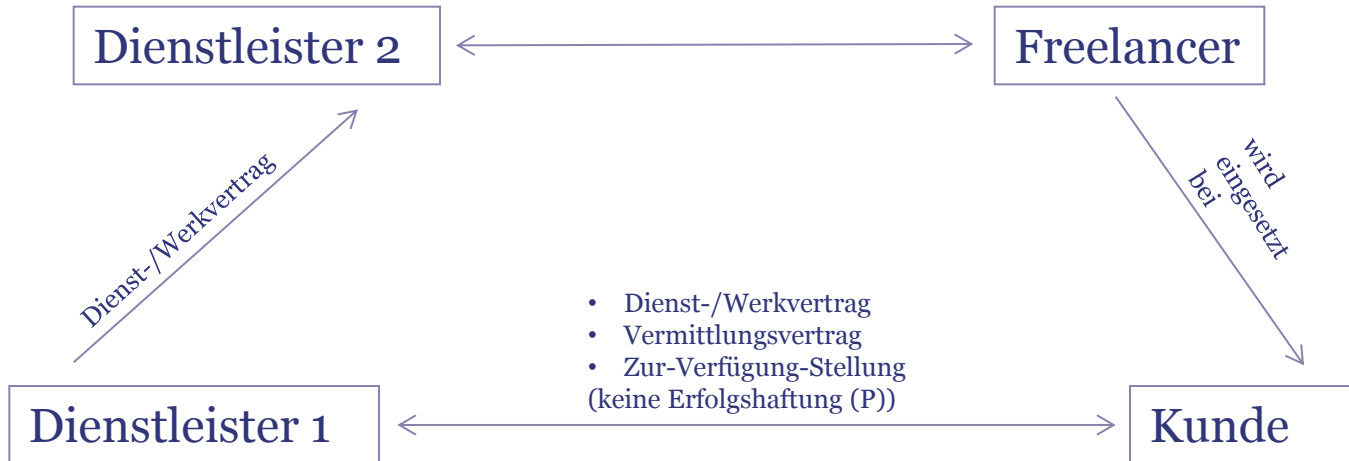 Dienstleister 2
Freelancer
Dienst-/Werkvertrag
wird
eingesetzt
bei
• Dienst-/Werkvertrag
• Vermittlungsvertrag
• Zur-Verfügung-Stellung
(keine Erfolgshaftung (P))
Dienstleister 1
Kunde